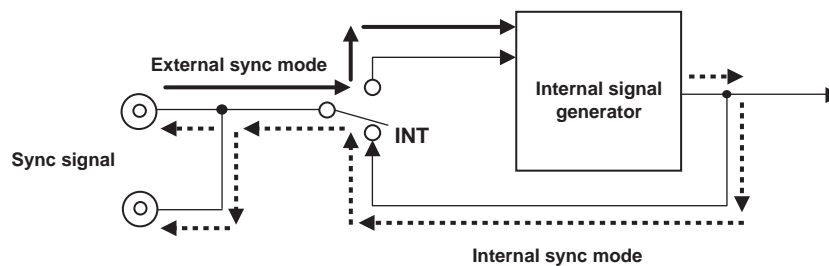 External sync mode
Internal signal
generator
INT
Sync signal
Internal sync mode